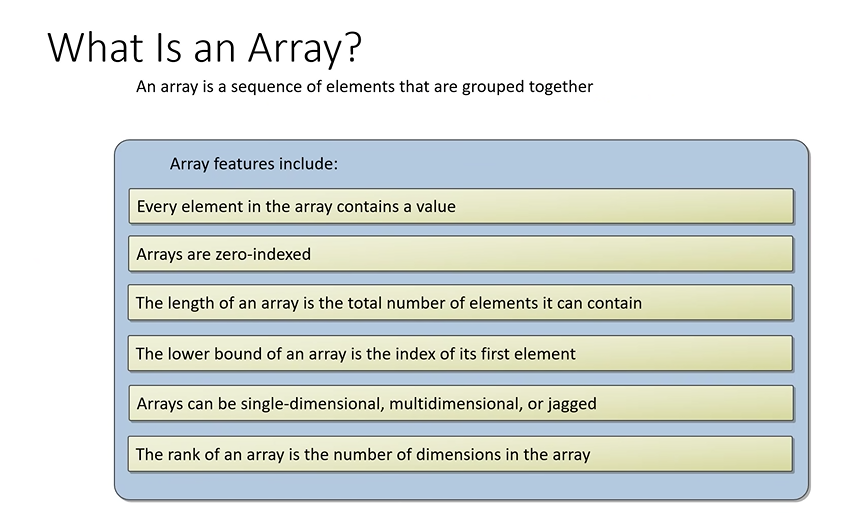 What Is an Array?
An array is a sequence of elements that are grouped together
Array features include:
Every element in the array contains a value
Arrays are zero-indexed
The length of an array is the total number of elements it can contain
The lower bound of an array is the index of its first element
Arrays can be single-dimensional, multidimensional, or jagged
The rank of an array is the number of dimensions in the array